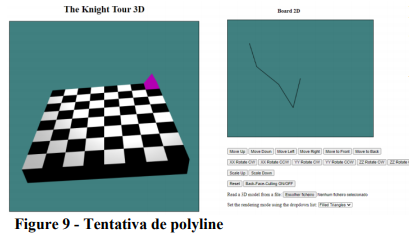 The Knight Tour 3D
Board 2D
Move Up Move Down Move Left Move Right Move to Front Move to Back
XX Rotate CW XX Rotate CCW YY Rotate CW YY Rotate CCW ZZ Rotate CW ZZ Rotate
Scale Up Scale Down
Reset Back.Face.Culling ON/OFF
Read a 3D model from a file: Escolher ficheiro Nenhum ficheiro selecionado
Set the rendering mode using the dropdown list: Filled Triangles
Figure 9 - Tentativa de polyline